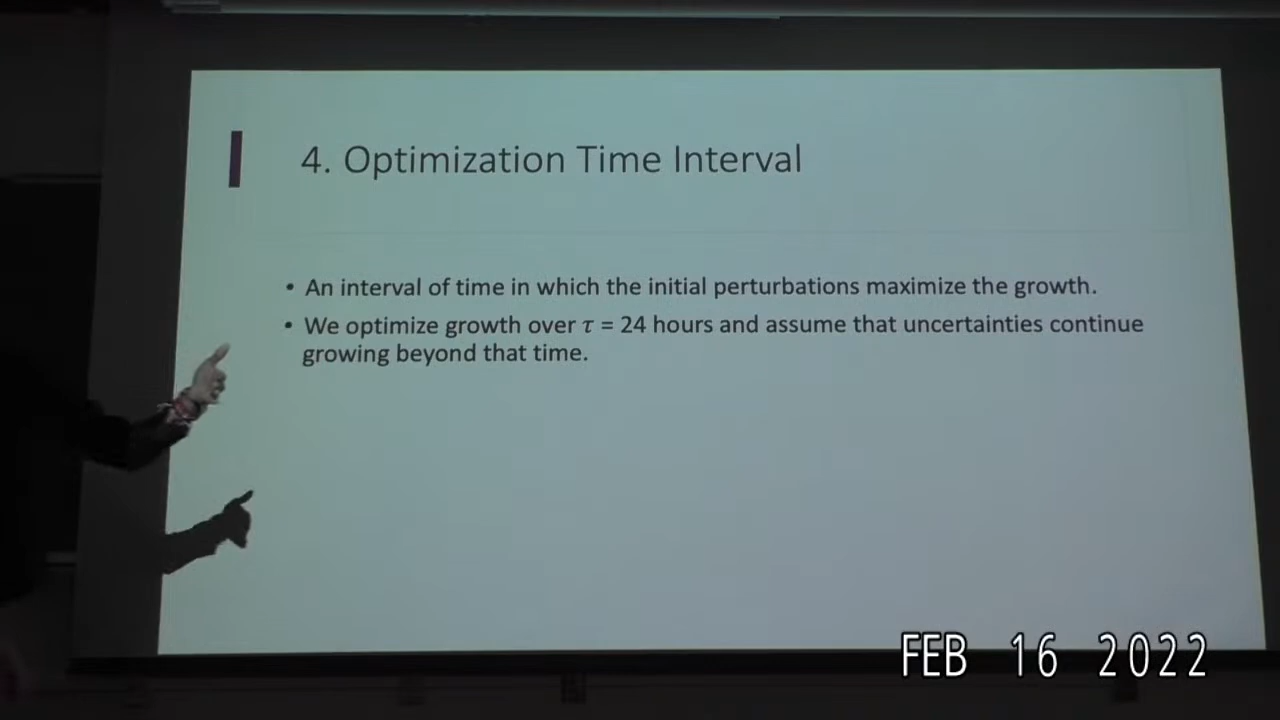 4. Optimization Time Interval
• An interval of time in which the initial perturbations maximize the growth.
• We optimize growth over τ = 24 hours and assume that uncertainties continue
growing beyond that time.
FEB 16 2022